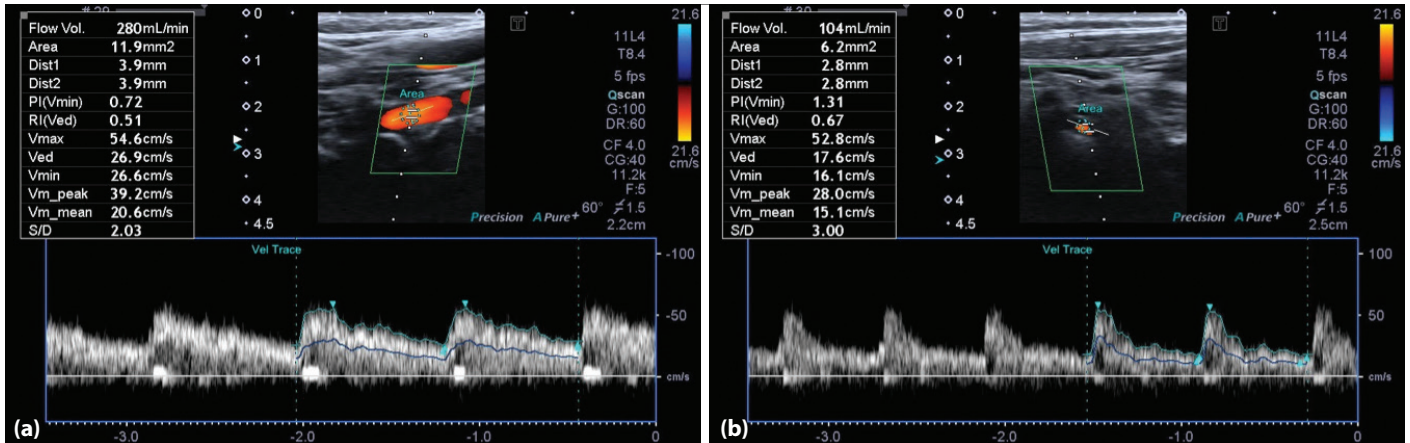 Flow Vol. 280mL/min
Area 11.9mm2
Dist1 3.9mm
Dist2 3.9mm
PI(Vmin) 0.72
RI(Ved) 0.51
Vmax 54.6cm/s
Ved 26.9cm/s
Vmin 26.6cm/s
Vm_peak 39.2cm/s
Vm_mean 20.6cm/s
S/D 2.03
0
1
2
3
4
4.5
T
Area
21.6
11L4
T8.4
5 fps
Qscan
G:100
DR:60
CF 4.0
CG:40
11.2k
F:5
21.6
cm/s
60° 1.5
2.2cm
Precision A Pure+
Vel Trace
-100
-50
cm/s
(a)
-3.0 -2.0 -1.0 0
Flow Vol. 104mL/min
Area 6.2mm2
Dist1 2.8mm
Dist2 2.8mm
PI(Vmin) 1.31
RI(Ved) 0.67
Vmax 52.8cm/s
Ved 17.6cm/s
Vmin 16.1cm/s
Vm_peak 28.0cm/s
Vm_mean 15.1cm/s
S/D 3.00
0
1
2
3
4
4.5
T
Area
21.6
11L4
T8.4
5 fps
Qscan
G:100
DR:60
CF 4.0
CG:40
11.2k
F:5
21.6
cm/s
60° 1.5
2.5cm
Precision A Pure+
Vel Trace
100
50
cm/s
(b)
-3.0 -2.0 -1.0 0